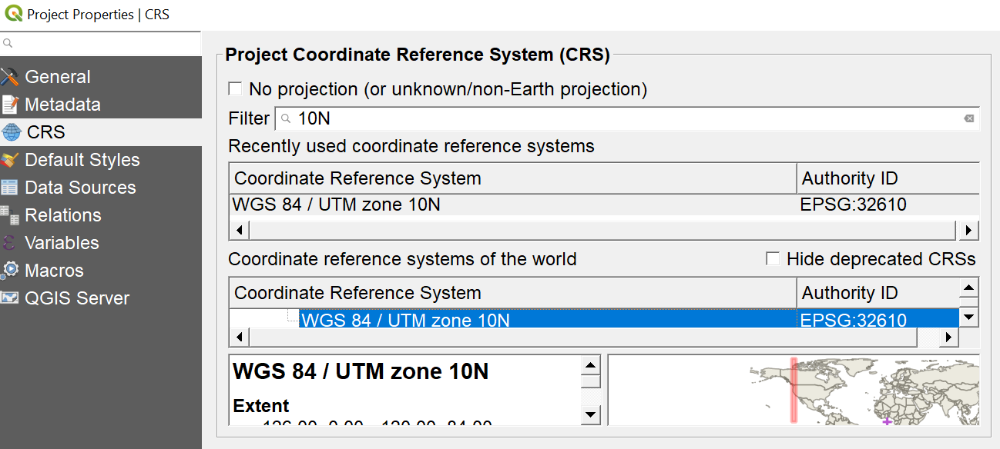 Project Properties | CRS
General
Metadata
CRS
Default Styles
Data Sources
Relations
Variables
Macros
QGIS Server
Project Coordinate Reference System (CRS)
No projection (or unknown/non-Earth projection)
Filter 10N
Recently used coordinate reference systems
Coordinate Reference System Authority ID
WGS 84 / UTM zone 10N EPSG:32610
Coordinate reference systems of the world Hide deprecated CRSs
Coordinate Reference System Authority ID
WGS 84 / UTM zone 10N EPSG:32610
WGS 84 / UTM zone 10N
Extent